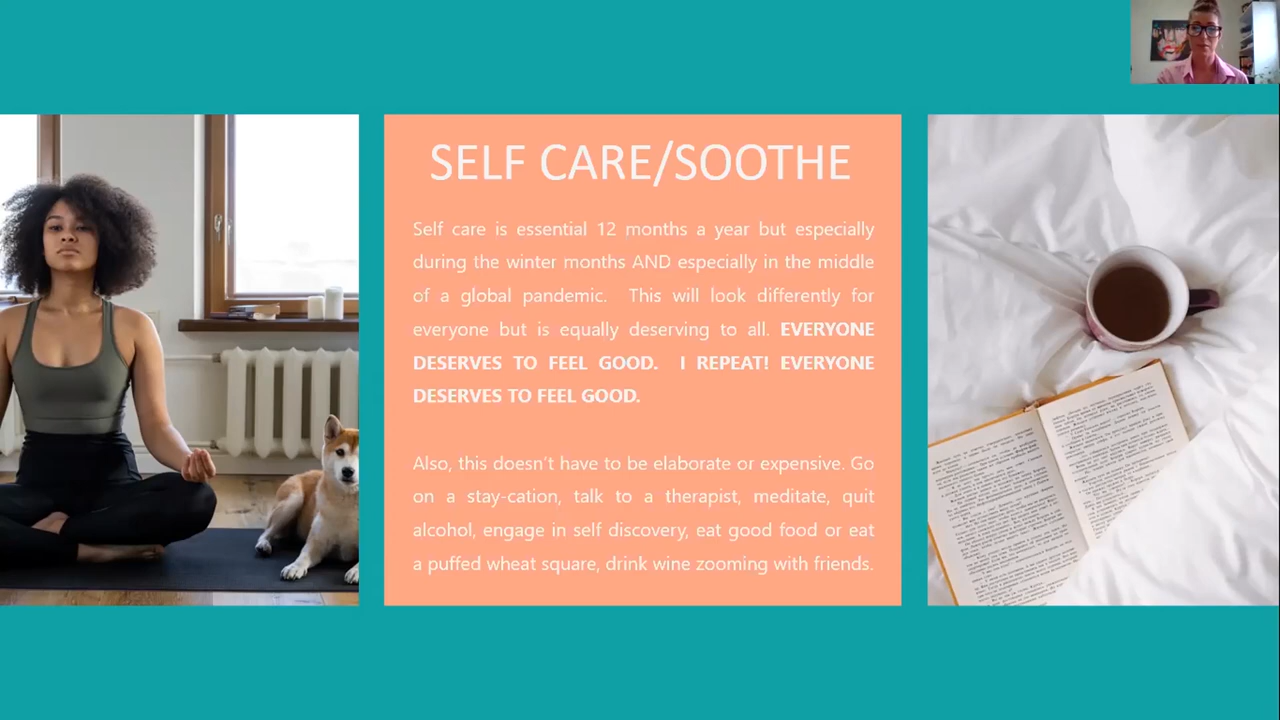 SELF CARE/SOOTHE
Self care is essential 12 months a year but especially
during the winter months AND especially in the middle
of a global pandemic.  This will look differently for
everyone but is equally deserving to all. EVERYONE
DESERVES TO FEEL GOOD.  I REPEAT! EVERYONE
DESERVES TO FEEL GOOD.
Also, this doesn't have to be elaborate or expensive. Go
on a stay-cation, talk to a therapist, meditate, quit
alcohol, engage in self discovery, eat good food or eat
a puffed wheat square, drink wine zooming with friends.